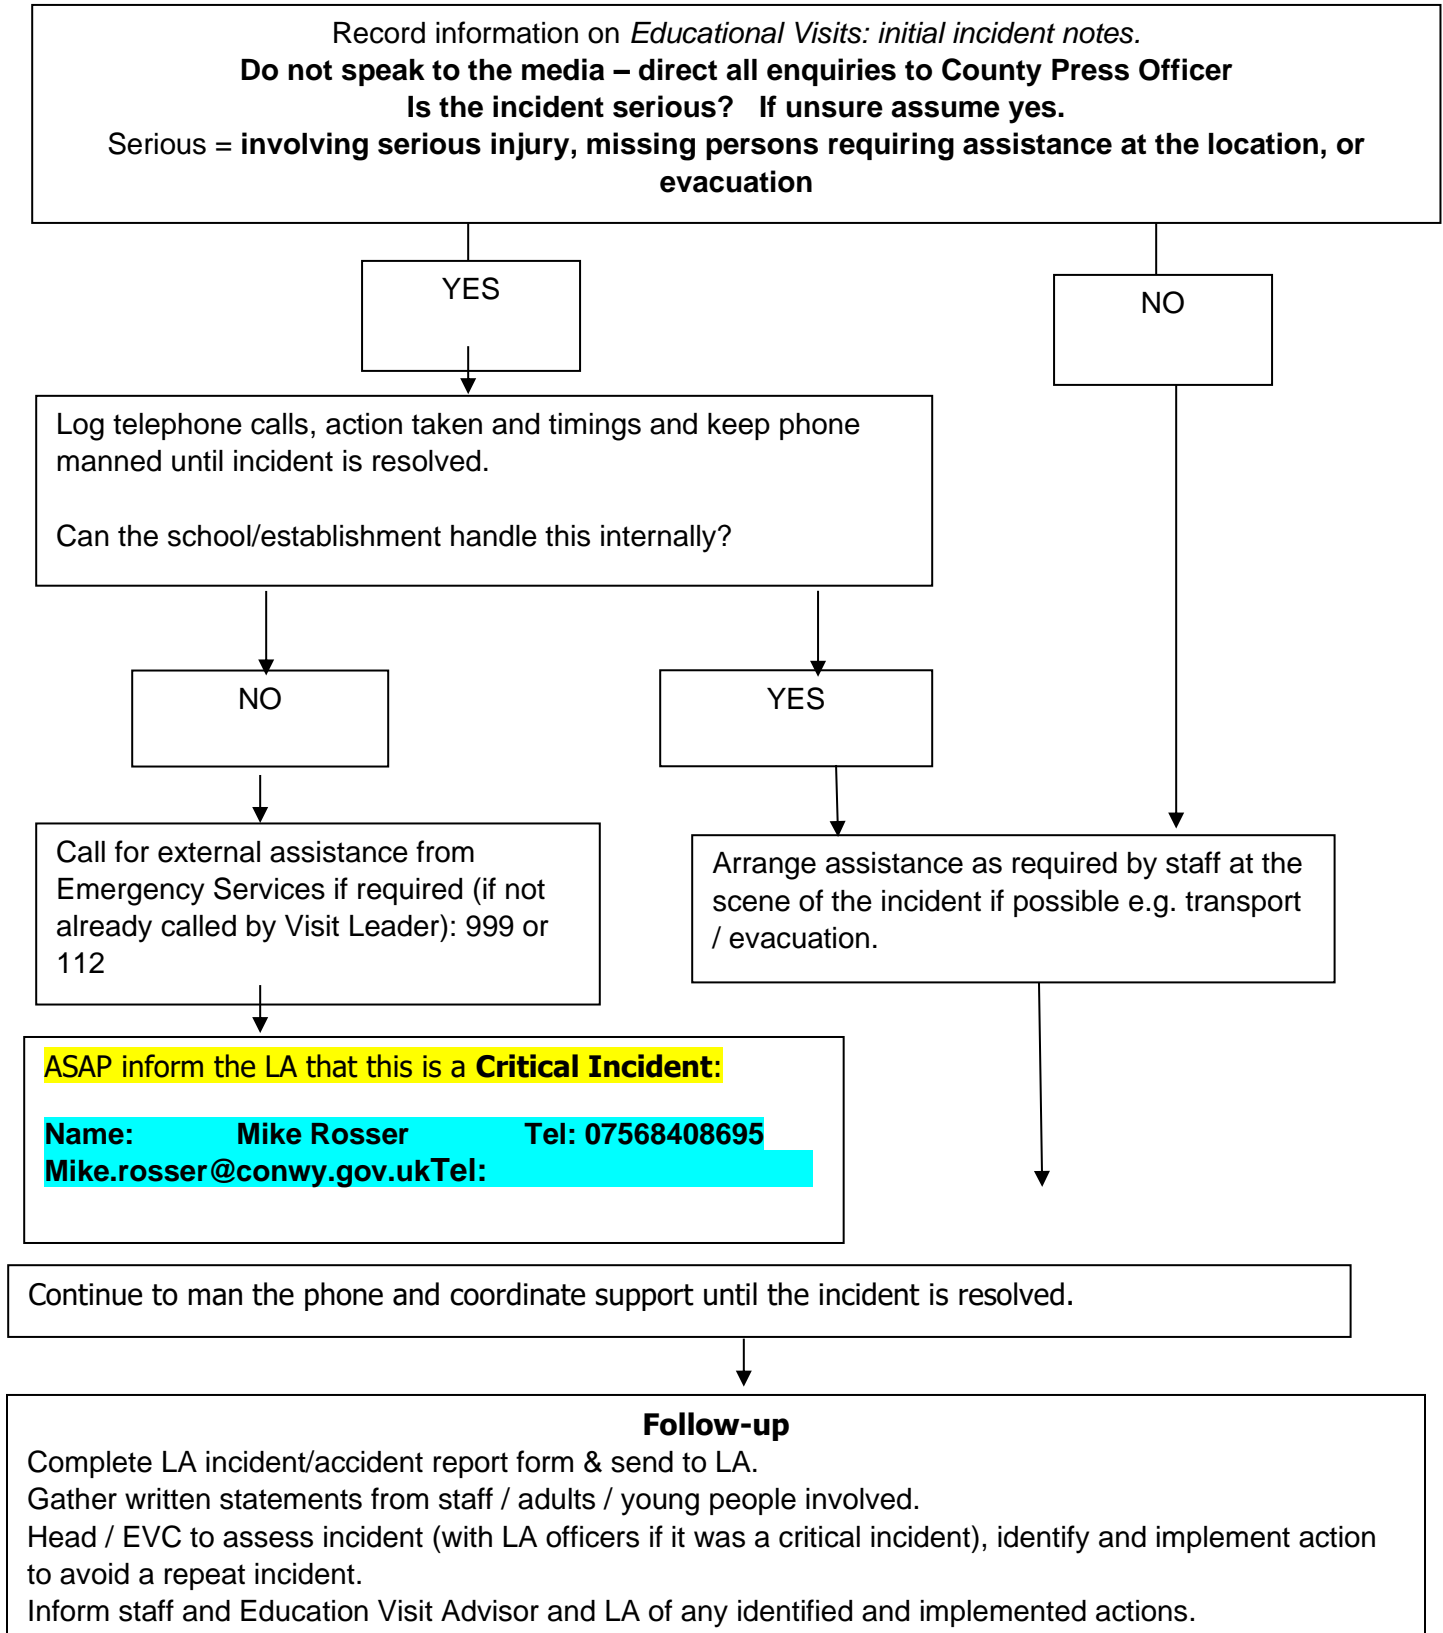 Record information on Educational Visits: initial incident notes.
Do not speak to the media – direct all enquiries to County Press Officer
Is the incident serious?   If unsure assume yes.
Serious = involving serious injury, missing persons requiring assistance at the location, or
evacuation
YES
NO
Log telephone calls, action taken and timings and keep phone
manned until incident is resolved.
Can the school/establishment handle this internally?
NO
YES
Call for external assistance from
Emergency Services if required (if not
already called by Visit Leader): 999 or
112
Arrange assistance as required by staff at the
scene of the incident if possible e.g. transport
/ evacuation.
ASAP inform the LA that this is a Critical Incident:
Name: Mike Rosser Tel: 07568408695
Mike.rosser@conwy.gov.ukTel:
Continue to man the phone and coordinate support until the incident is resolved.
Follow-up
Complete LA incident/accident report form & send to LA.
Gather written statements from staff / adults / young people involved.
Head / EVC to assess incident (with LA officers if it was a critical incident), identify and implement action
to avoid a repeat incident.
Inform staff and Education Visit Advisor and LA of any identified and implemented actions.